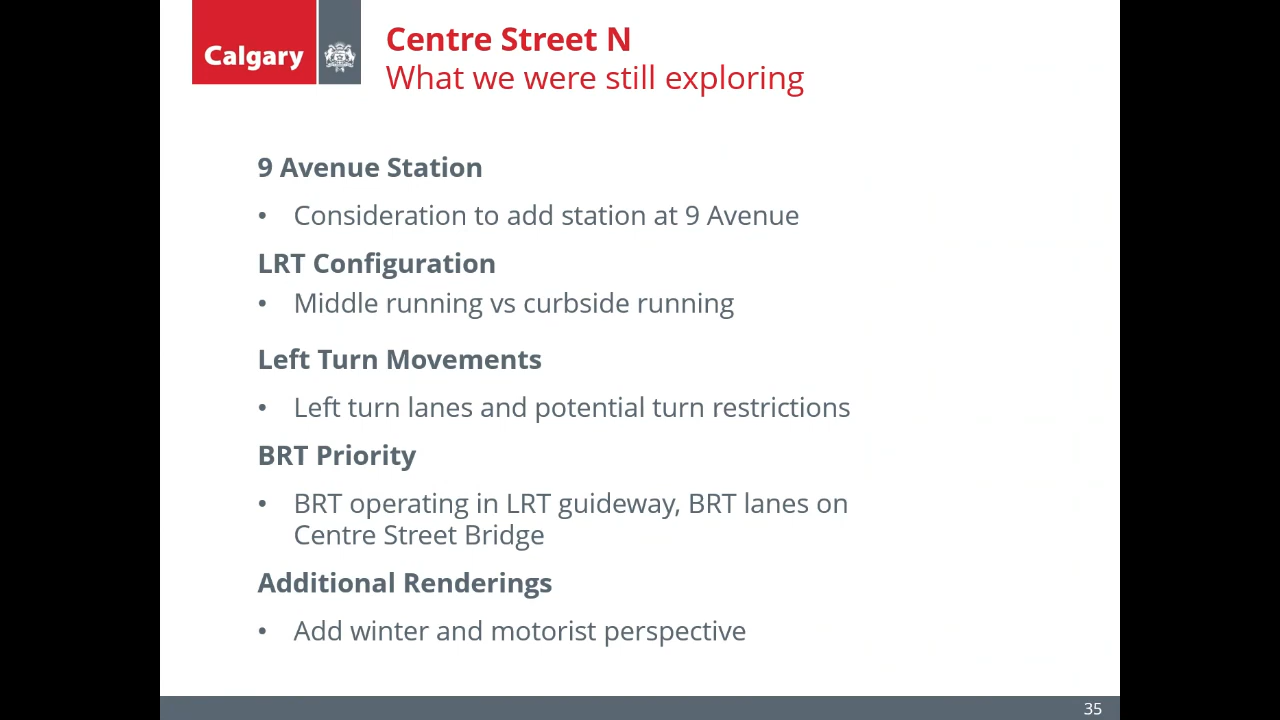 Calgary
Centre Street N
What we were still exploring
9 Avenue Station
• Consideration to add station at 9 Avenue
LRT Configuration
• Middle running vs curbside running
Left Turn Movements
• Left turn lanes and potential turn restrictions
BRT Priority
• BRT operating in LRT guideway, BRT lanes on
Centre Street Bridge
Additional Renderings
• Add winter and motorist perspective
35